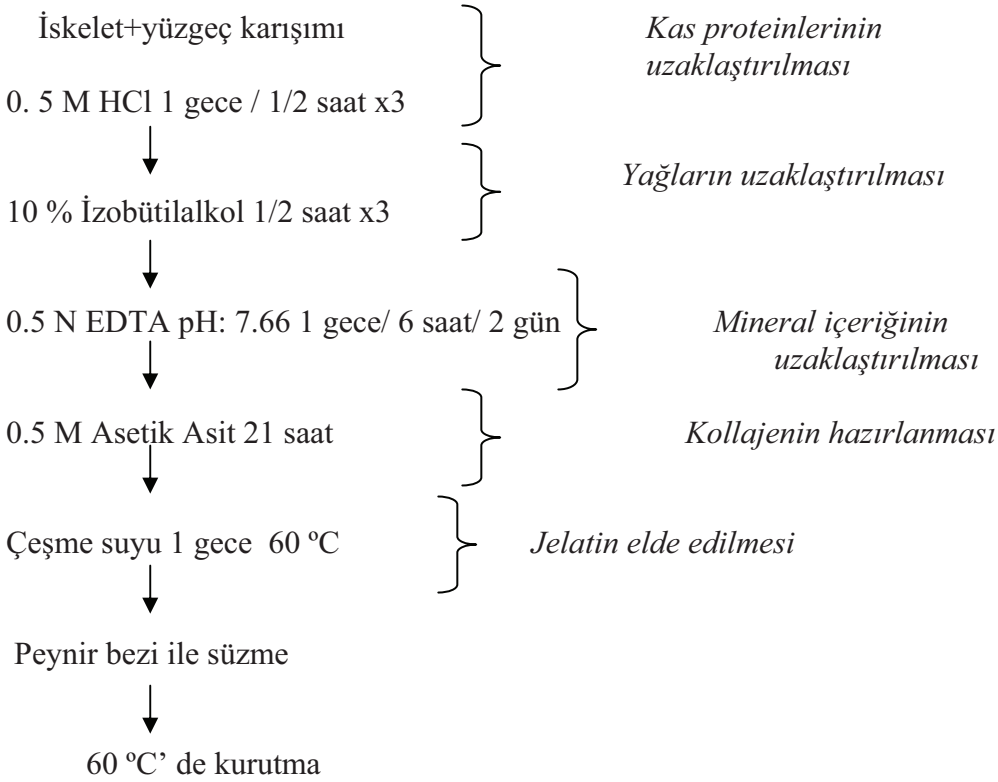 İskelet+yüzgeç karışımı
Kas proteinlerinin
uzaklaştırılması
0. 5 M HCl 1 gece / 1/2 saat x3
Yağların uzaklaştırılması
10 % İzobütilalkol 1/2 saat x3
0.5 N EDTA pH: 7.66 1 gece/ 6 saat/ 2 gün
Mineral içeriğinin
uzaklaştırılması
0.5 M Asetik Asit 21 saat
Kollajenin hazırlanması
Çeşme suyu 1 gece 60 ºC
Jelatin elde edilmesi
Peynir bezi ile süzme
60 ºC’ de kurutma